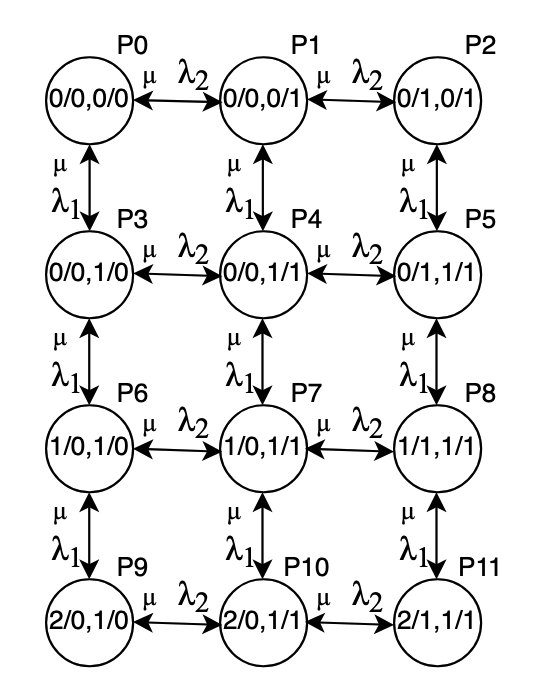 P0 P1 P2
μ λ2 μ λ2
0/0,0/0 0/0,0/1 0/1,0/1
μ μ μ
λ1 λ1 λ1
P3 P4 P5
μ λ2 μ λ2
0/0,1/0 0/0,1/1 0/1,1/1
μ μ μ
λ1 λ1 λ1
P6 P7 P8
μ λ2 μ λ2
1/0,1/0 1/0,1/1 1/1,1/1
μ μ μ
λ1 λ1 λ1
P9 P10 P11
μ λ2 μ λ2
2/0,1/0 2/0,1/1 2/1,1/1